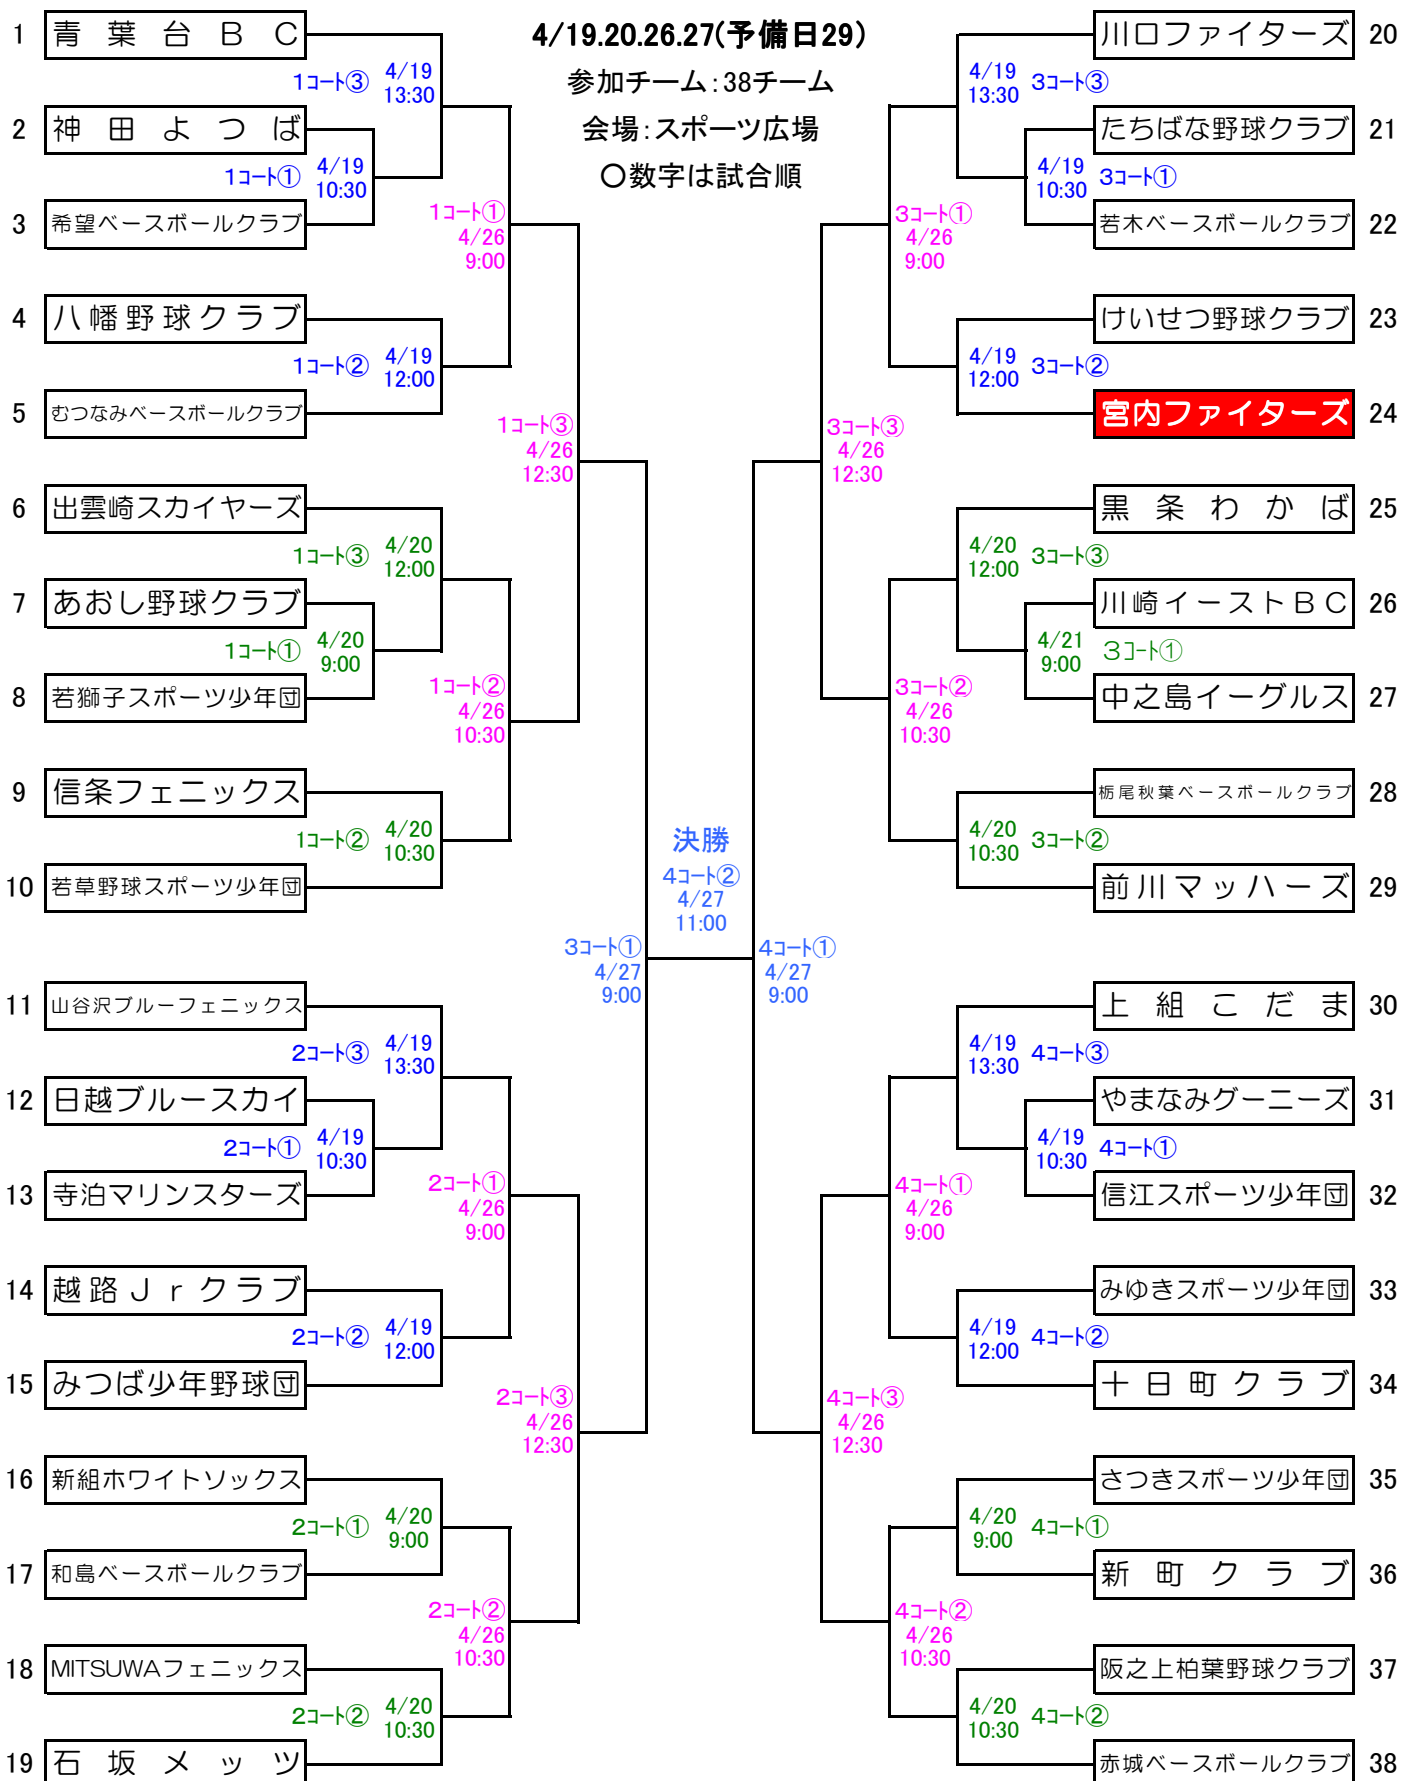 4/19.20.26.27(予備日29)
参加チーム:38チーム
会場:スポーツ広場
○数字は試合順
1 青葉台BC
1コート③ 4/19 13:30
2 神田よつば
1コート① 4/19 10:30
3 希望ベースボールクラブ
1コート① 4/26 9:00
4 八幡野球クラブ
1コート② 4/19 12:00
5 むつなみベースボールクラブ
1コート③ 4/26 12:30
6 出雲崎スカイヤーズ
1コート③ 4/20 12:00
7 あおし野球クラブ
1コート① 4/20 9:00
8 若獅子スポーツ少年団
1コート② 4/26 10:30
9 信条フェニックス
1コート② 4/20 10:30
10 若草野球スポーツ少年団
3コート① 4/27 9:00
11 山谷沢ブルーフェニックス
2コート③ 4/19 13:30
12 日越ブルースカイ
2コート① 4/19 10:30
13 寺泊マリンスターズ
2コート① 4/26 9:00
14 越路Jrクラブ
2コート② 4/19 12:00
15 みつば少年野球団
2コート③ 4/26 12:30
16 新組ホワイトソックス
2コート① 4/20 9:00
17 和島ベースボールクラブ
2コート② 4/26 10:30
18 MITSUWAフェニックス
2コート② 4/20 10:30
19 石坂メッツ
決勝
4コート②
4/27
11:00
川口ファイターズ 20
4/19 13:30 3コート③
たちばな野球クラブ 21
4/19 10:30 3コート①
若木ベースボールクラブ 22
3コート① 4/26 9:00
けいせつ野球クラブ 23
4/19 12:00 3コート②
宮内ファイターズ 24
3コート③ 4/26 12:30
黒条わかば 25
4/20 12:00 3コート③
川崎イーストBC 26
4/21 9:00 3コート①
中之島イーグルス 27
3コート② 4/26 10:30
栃尾秋葉ベースボールクラブ 28
4/20 10:30 3コート②
前川マッハーズ 29
4コート① 4/27 9:00
上組こだま 30
4/19 13:30 4コート③
やまなみグーニーズ 31
4/19 10:30 4コート①
信江スポーツ少年団 32
4コート① 4/26 9:00
みゆきスポーツ少年団 33
4/19 12:00 4コート②
十日町クラブ 34
4コート③ 4/26 12:30
さつきスポーツ少年団 35
4/20 9:00 4コート①
新町クラブ 36
4コート② 4/26 10:30
阪之上柏葉野球クラブ 37
4/20 10:30 4コート②
赤城ベースボールクラブ 38